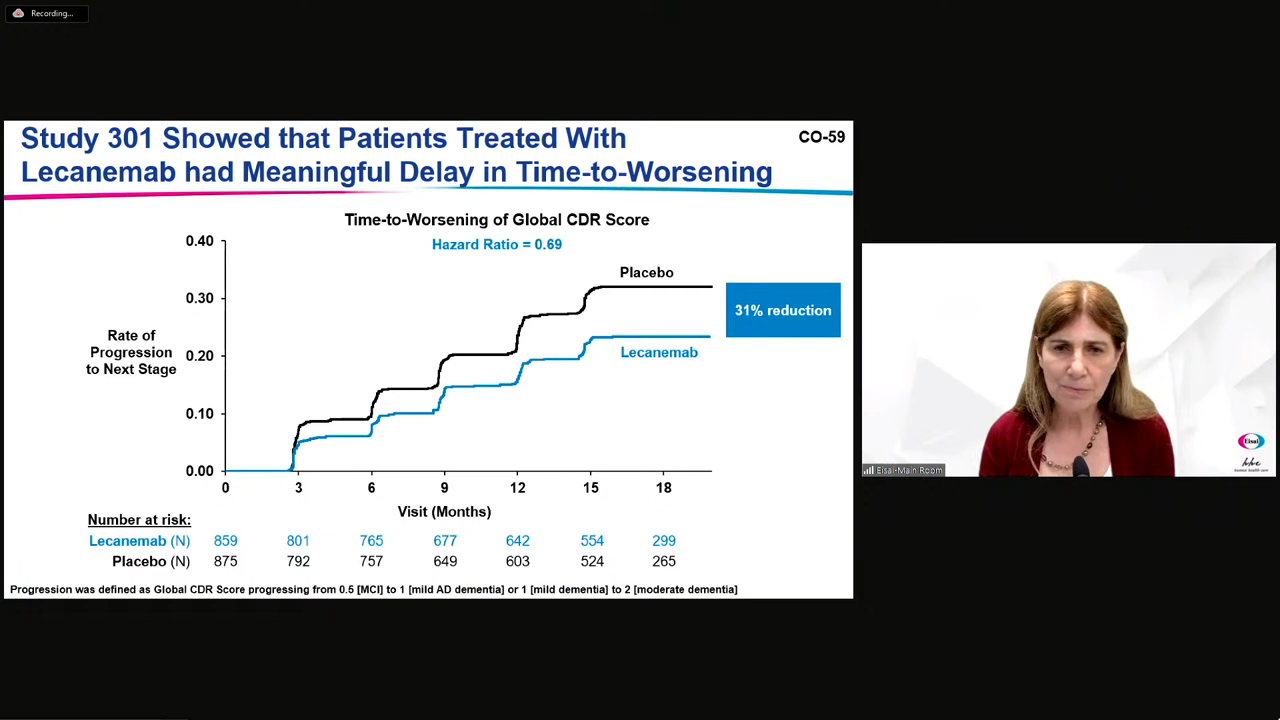 Recording...
Study 301 Showed that Patients Treated With
Lecanemab had Meaningful Delay in Time-to-Worsening
CO-59
Time-to-Worsening of Global CDR Score
Hazard Ratio = 0.69
0.40
0.30
0.20
0.10
0.00
Rate of
Progression
to Next Stage
Placebo
Lecanemab
31% reduction
0 3 6 9 12 15 18
Visit (Months)
Number at risk:
Lecanemab (N) 859 801 765 677 642 554 299
Placebo (N) 875 792 757 649 603 524 265
Progression was defined as Global CDR Score progressing from 0.5 [MCI] to 1 [mild AD dementia] or 1 [mild dementia] to 2 [moderate dementia]
Eisai-Main Room
Eisai